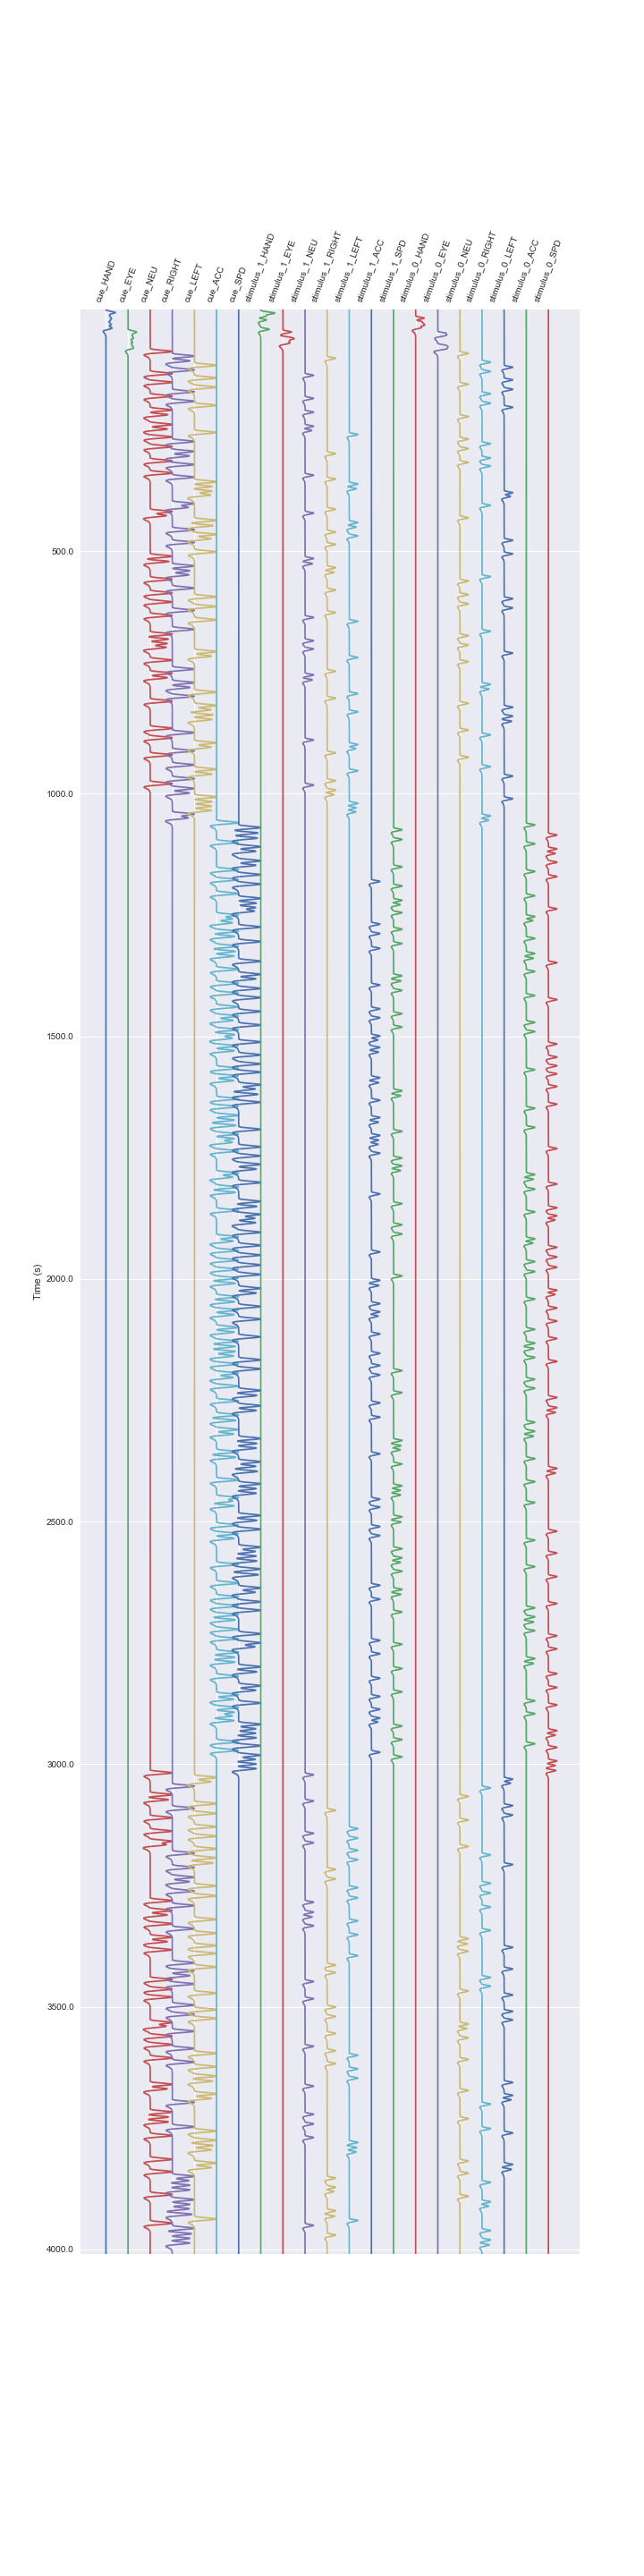 cue_HAND
cue_EYE
cue_NEU
cue_RIGHT
cue_LEFT
cue_ACC
cue_SPD
stimulus_1_HAND
stimulus_1_EYE
stimulus_1_NEU
stimulus_1_RIGHT
stimulus_1_LEFT
stimulus_1_ACC
stimulus_1_SPD
stimulus_0_HAND
stimulus_0_EYE
stimulus_0_NEU
stimulus_0_RIGHT
stimulus_0_LEFT
stimulus_0_ACC
stimulus_0_SPD
500.0
1000.0
1500.0
2000.0
Time (s)
2500.0
3000.0
3500.0
4000.0